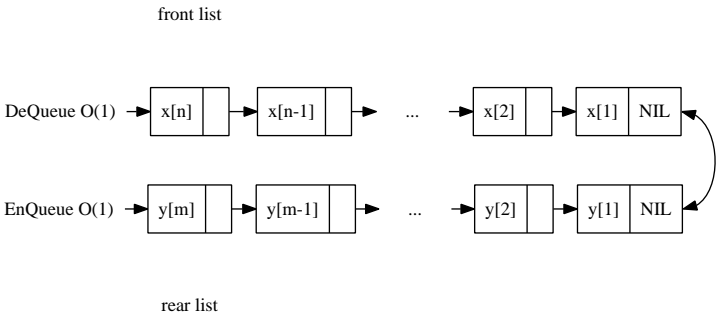 front list
DeQueue O(1) x[n] x[n-1] ... x[2] x[1] NIL
EnQueue O(1) y[m] y[m-1] ... y[2] y[1] NIL
rear list